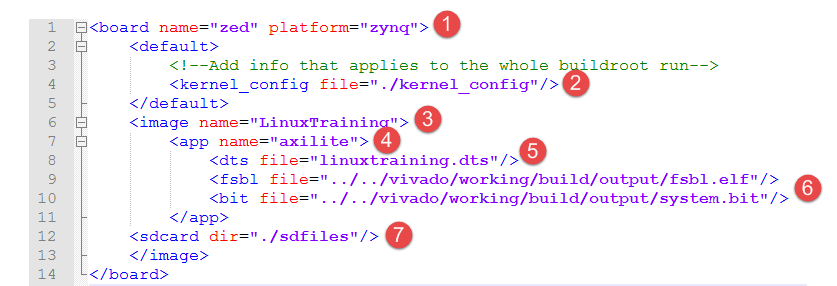 1 <board name="zed" platform="zynq"> 1
2 <default>
3 <!--Add info that applies to the whole buildroot run-->
4 <kernel_config file="./kernel_config"/> 2
5 </default>
6 <image name="LinuxTraining"> 3
7 <app name="axilite"> 4
8 <dts file="linuxtraining.dts"/> 5
9 <fsbl file="../../vivado/working/build/output/fsbl.elf"/>
10 <bit file="../../vivado/working/build/output/system.bit"/> 6
11 </app>
12 <sdcard dir="./sdfiles"/> 7
13 </image>
14 </board>